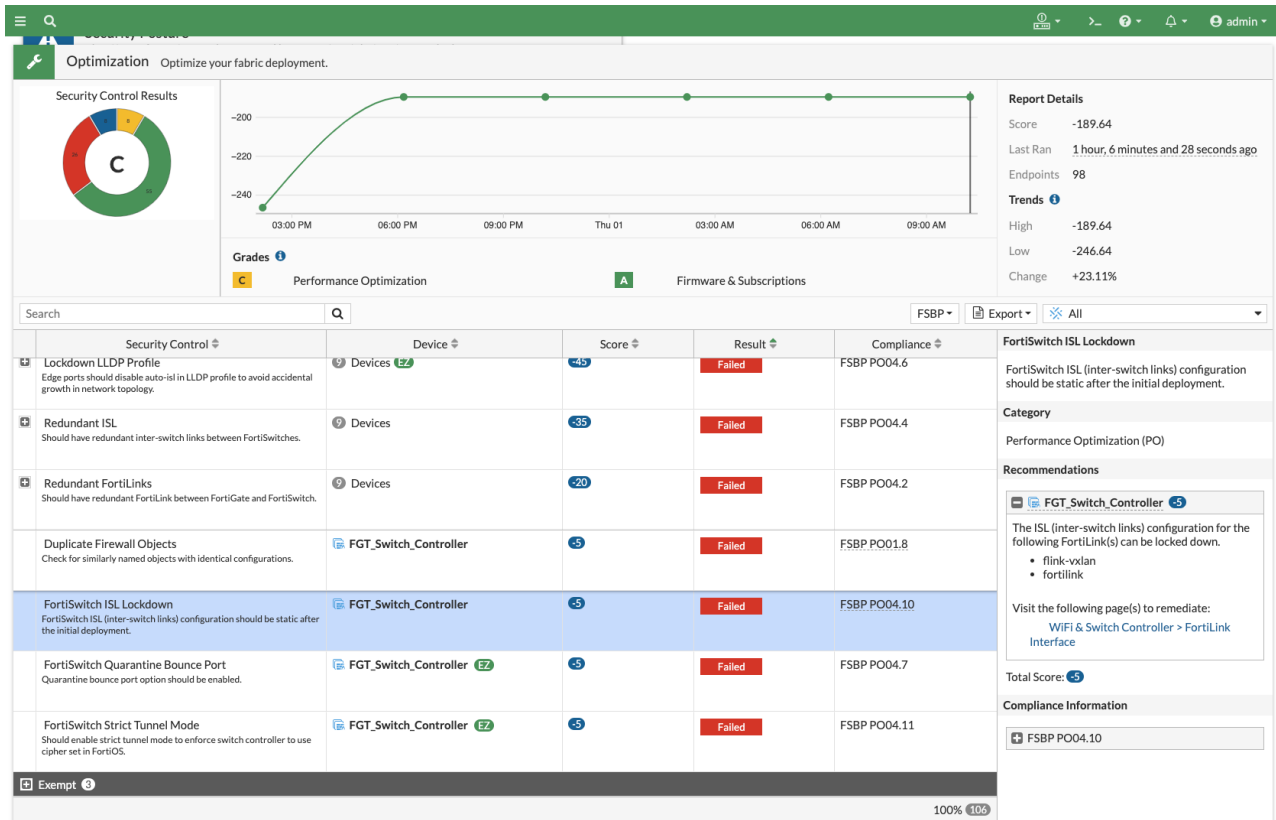 admin
Security Posture
Optimization Optimize your fabric deployment.
Security Control Results
C
-200
-220
-240
03:00 PM 06:00 PM 09:00 PM Thu 01 03:00 AM 06:00 AM 09:00 AM
Grades
C Performance Optimization A Firmware & Subscriptions
Report Details
Score -189.64
Last Ran 1 hour, 6 minutes and 28 seconds ago
Endpoints 98
Trends
High -189.64
Low -246.64
Change +23.11%
Search FSBP Export All
Security Control Device Score Result Compliance
Lockdown LLDP Profile 9 Devices EZ -45 Failed FSBP PO04.6
Edge ports should disable auto-isl in LLDP profile to avoid accidental
growth in network topology.
Redundant ISL 9 Devices -35 Failed FSBP PO04.4
Should have redundant inter-switch links between FortiSwitches.
Redundant FortiLinks 9 Devices -20 Failed FSBP PO04.2
Should have redundant FortiLink between FortiGate and FortiSwitch.
Duplicate Firewall Objects FGT_Switch_Controller -5 Failed FSBP PO01.8
Check for similarly named objects with identical configurations.
FortiSwitch ISL Lockdown FGT_Switch_Controller -5 Failed FSBP PO04.10
FortiSwitch ISL (inter-switch links) configuration should be static after
the initial deployment.
FortiSwitch Quarantine Bounce Port FGT_Switch_Controller EZ -5 Failed FSBP PO04.7
Quarantine bounce port option should be enabled.
FortiSwitch Strict Tunnel Mode FGT_Switch_Controller EZ -5 Failed FSBP PO04.11
Should enable strict tunnel mode to enforce switch controller to use
cipher set in FortiOS.
Exempt 3
100% 106
FortiSwitch ISL Lockdown
FortiSwitch ISL (inter-switch links) configuration
should be static after the initial deployment.
Category
Performance Optimization (PO)
Recommendations
FGT_Switch_Controller -5
The ISL (inter-switch links) configuration for the
following FortiLink(s) can be locked down.
• flink-vxlan
• fortilink
Visit the following page(s) to remediate:
WiFi & Switch Controller > FortiLink
Interface
Total Score: -5
Compliance Information
FSBP PO04.10